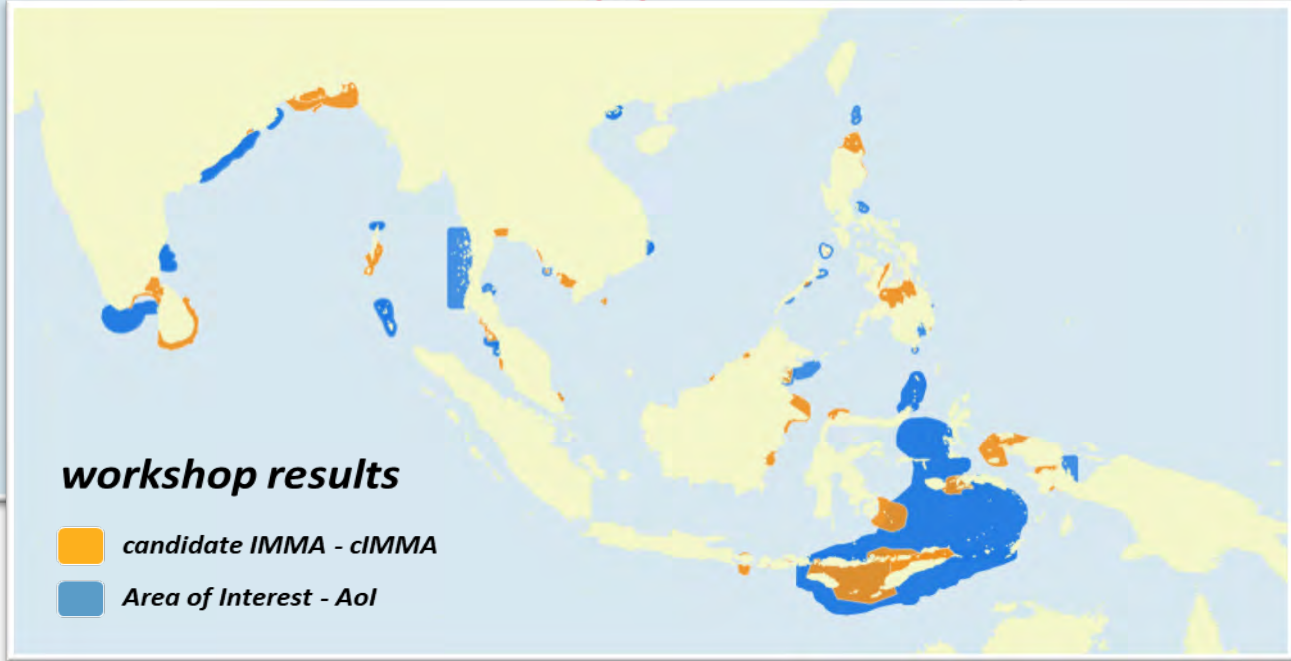 workshop results
candidate IMMA - cIMMA
Area of Interest - AoI